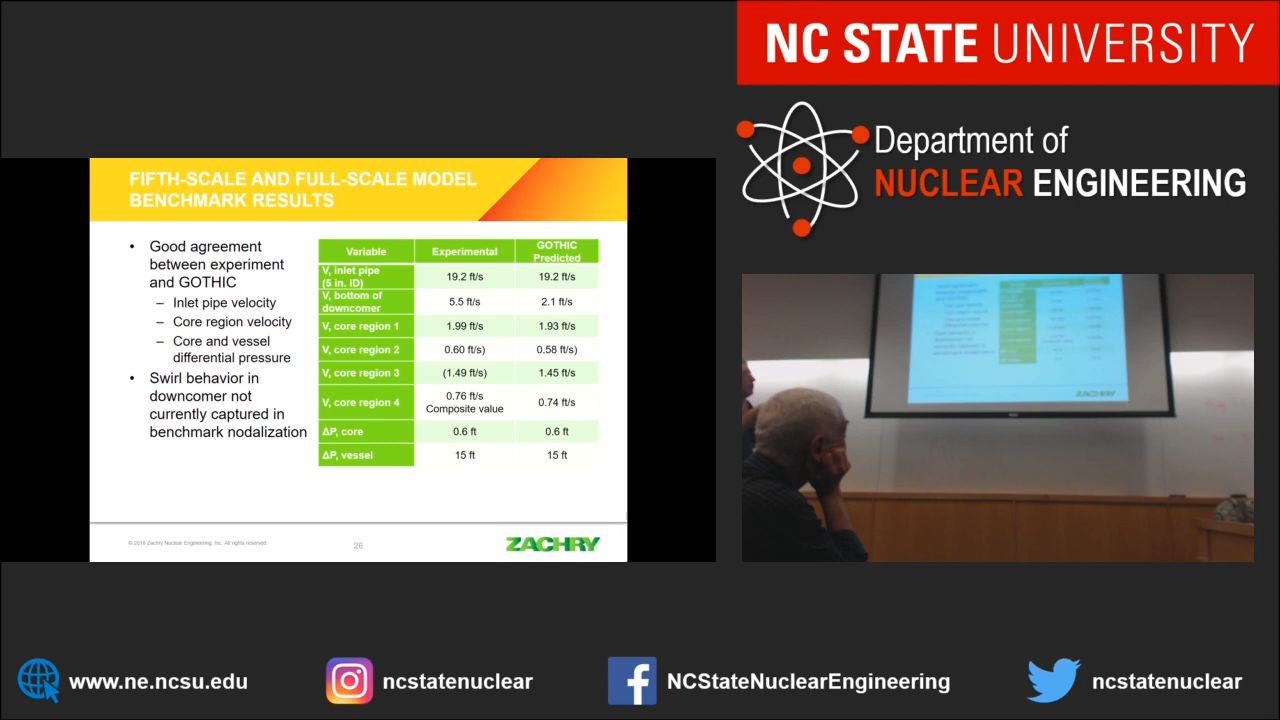 NC STATE UNIVERSITY
Department of
NUCLEAR ENGINEERING
FIFTH-SCALE AND FULL-SCALE MODEL
BENCHMARK RESULTS
• Good agreement
between experiment
and GOTHIC
– Inlet pipe velocity
– Core region velocity
– Core and vessel
differential pressure
• Swirl behavior in
downcomer not
currently captured in
benchmark nodalization
Variable Experimental GOTHIC Predicted
V, inlet pipe (5 in. ID) 19.2 ft/s 19.2 ft/s
V, bottom of downcomer 5.5 ft/s 2.1 ft/s
V, core region 1 1.99 ft/s 1.93 ft/s
V, core region 2 0.60 ft/s) 0.58 ft/s)
V, core region 3 (1.49 ft/s) 1.45 ft/s
V, core region 4 0.76 ft/s Composite value 0.74 ft/s
ΔP, core 0.6 ft 0.6 ft
ΔP, vessel 15 ft 15 ft
© 2019 Zachry Nuclear Engineering, Inc. All rights reserved.
26
ZACHRY
www.ne.ncsu.edu
ncstatenuclear
NCStateNuclearEngineering
ncstatenuclear